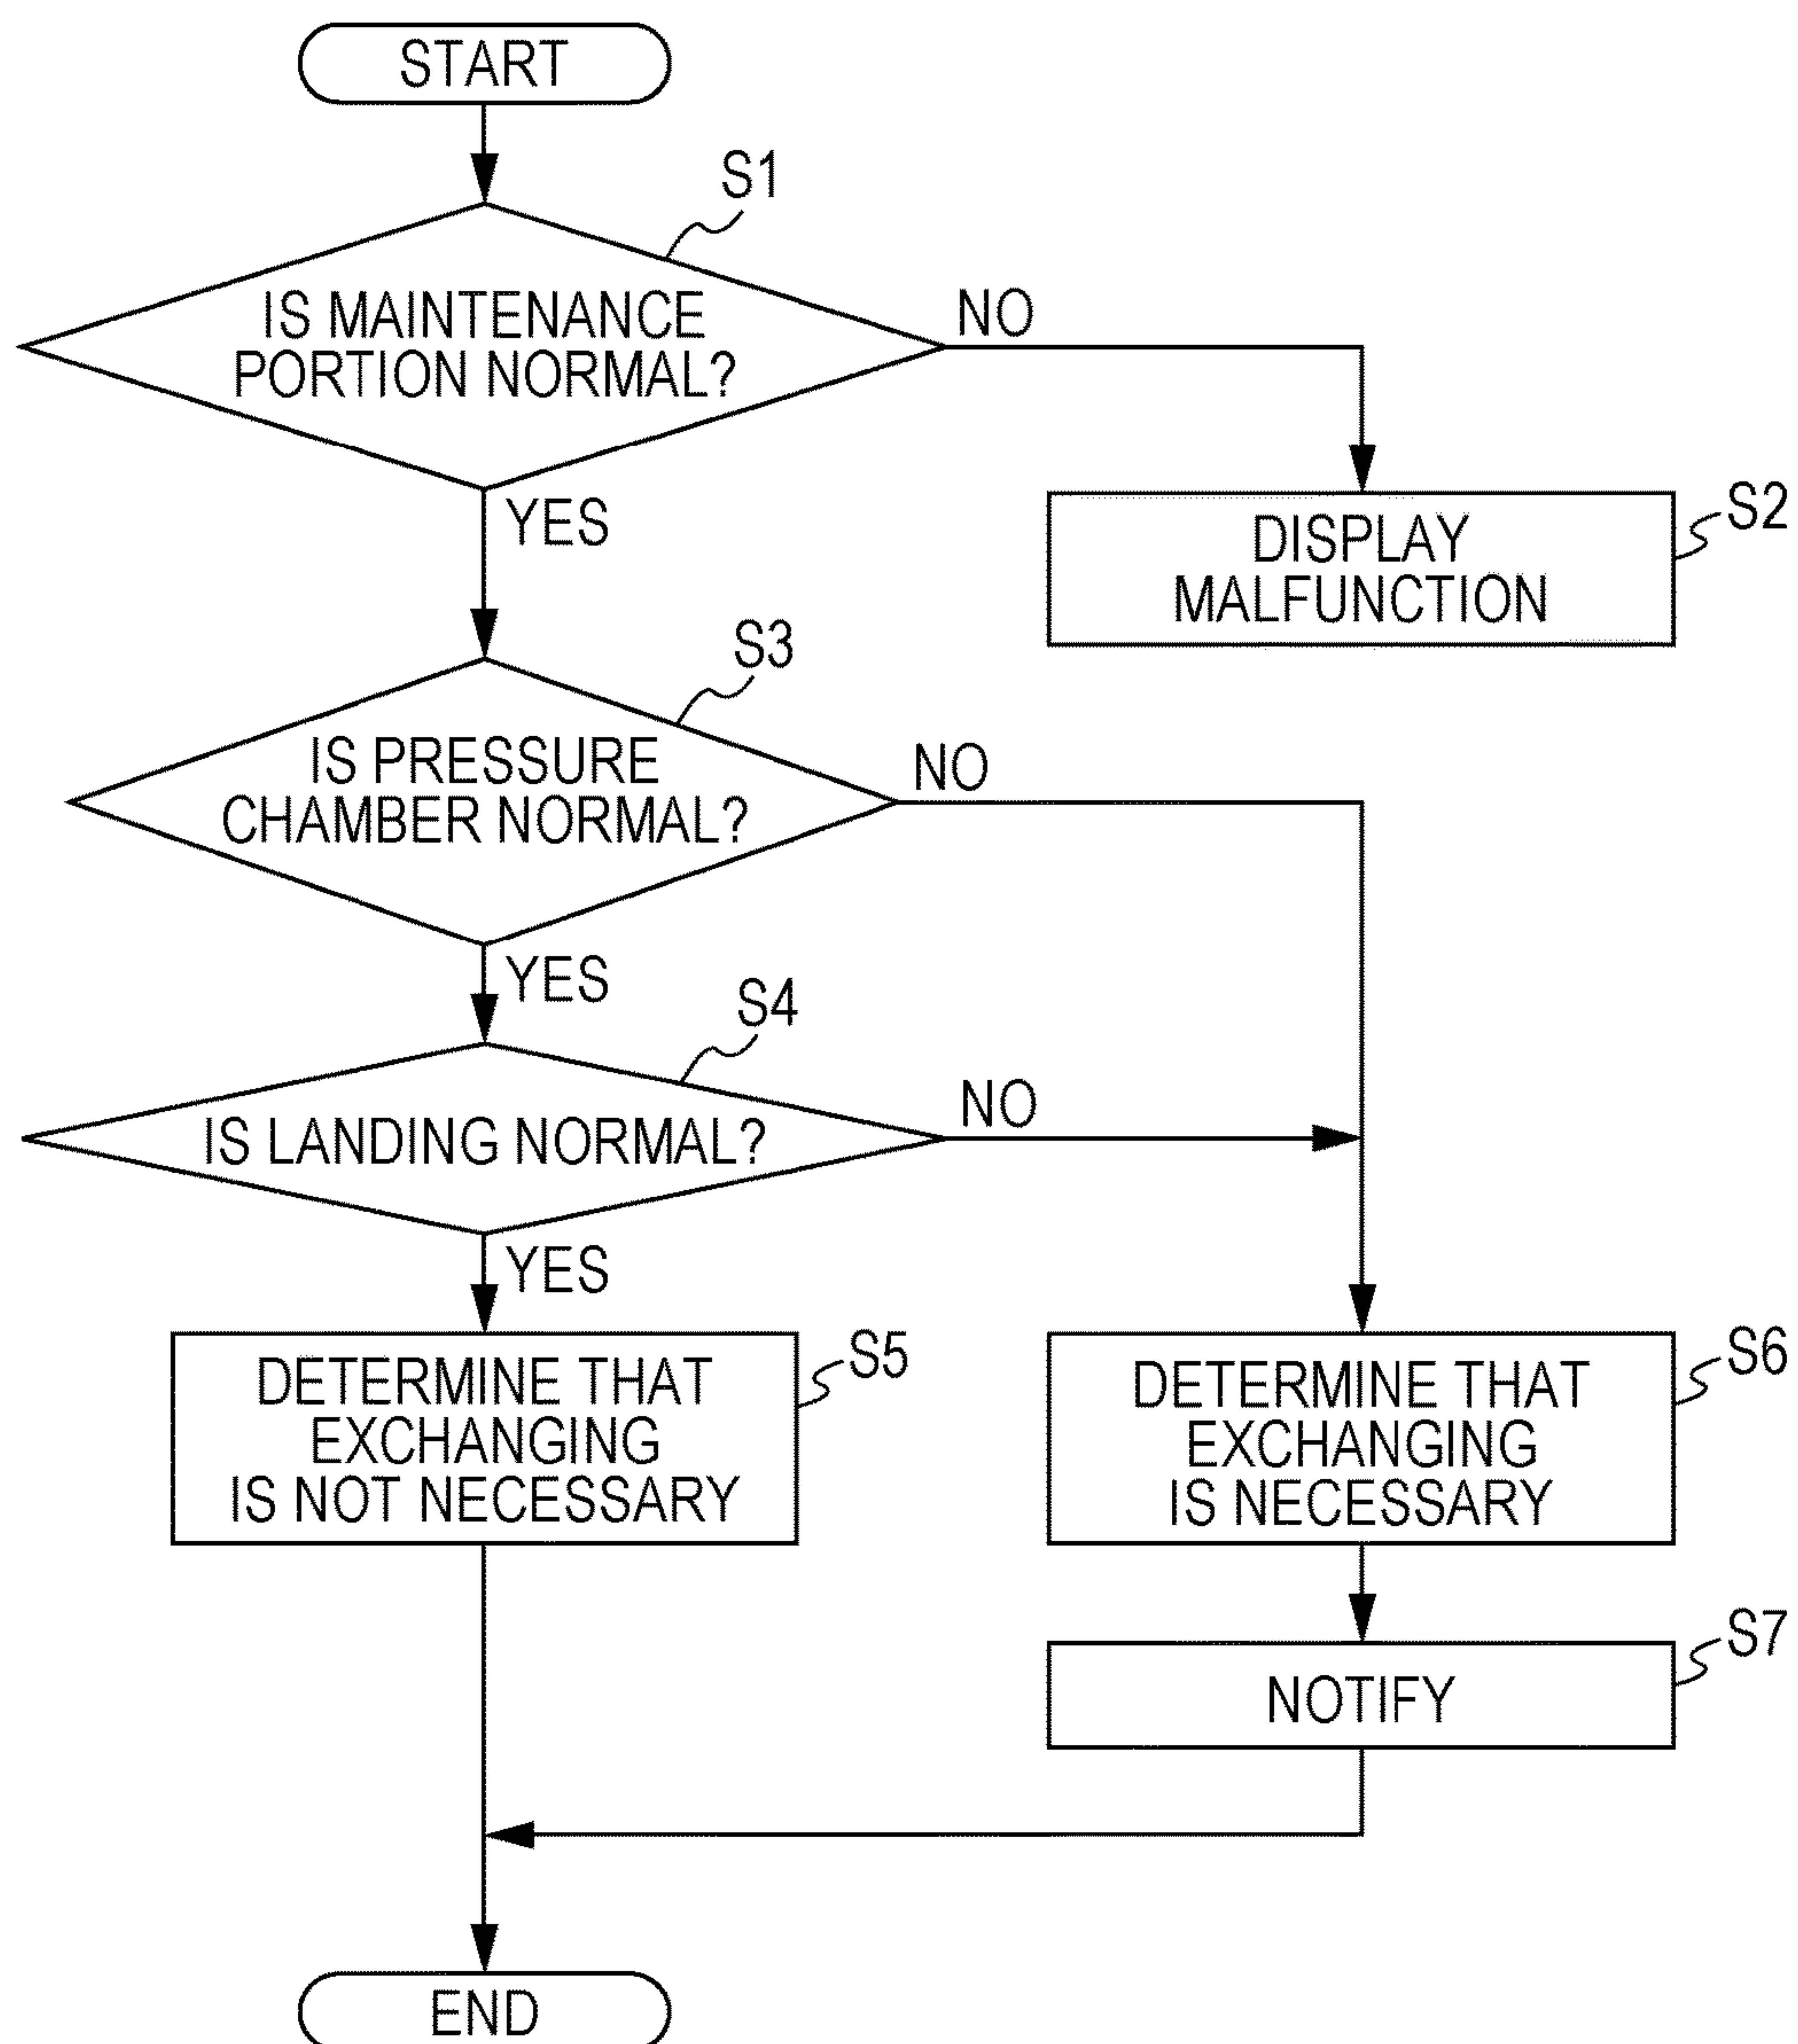 START
S1
IS MAINTENANCE
PORTION NORMAL?
NO
YES
S2
DISPLAY
MALFUNCTION
S3
IS PRESSURE
CHAMBER NORMAL?
NO
YES
S4
IS LANDING NORMAL?
NO
YES
S5
DETERMINE THAT
EXCHANGING
IS NOT NECESSARY
S6
DETERMINE THAT
EXCHANGING
IS NECESSARY
S7
NOTIFY
END